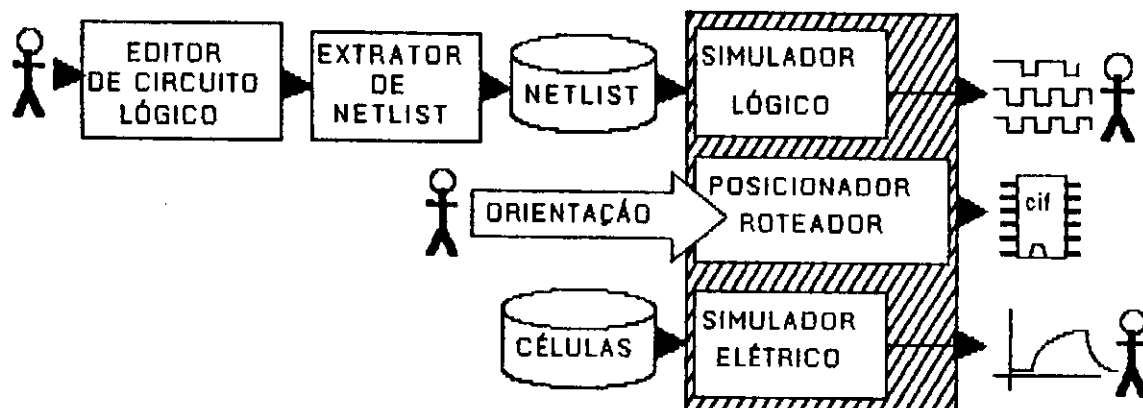 EDITOR
DE CIRCUITO
LÓGICO
EXTRATOR
DE
NETLIST
NETLIST
SIMULADOR
LÓGICO
ORIENTAÇÃO
POSICIONADOR
ROTEADOR
cif
CÉLULAS
SIMULADOR
ELÉTRICO